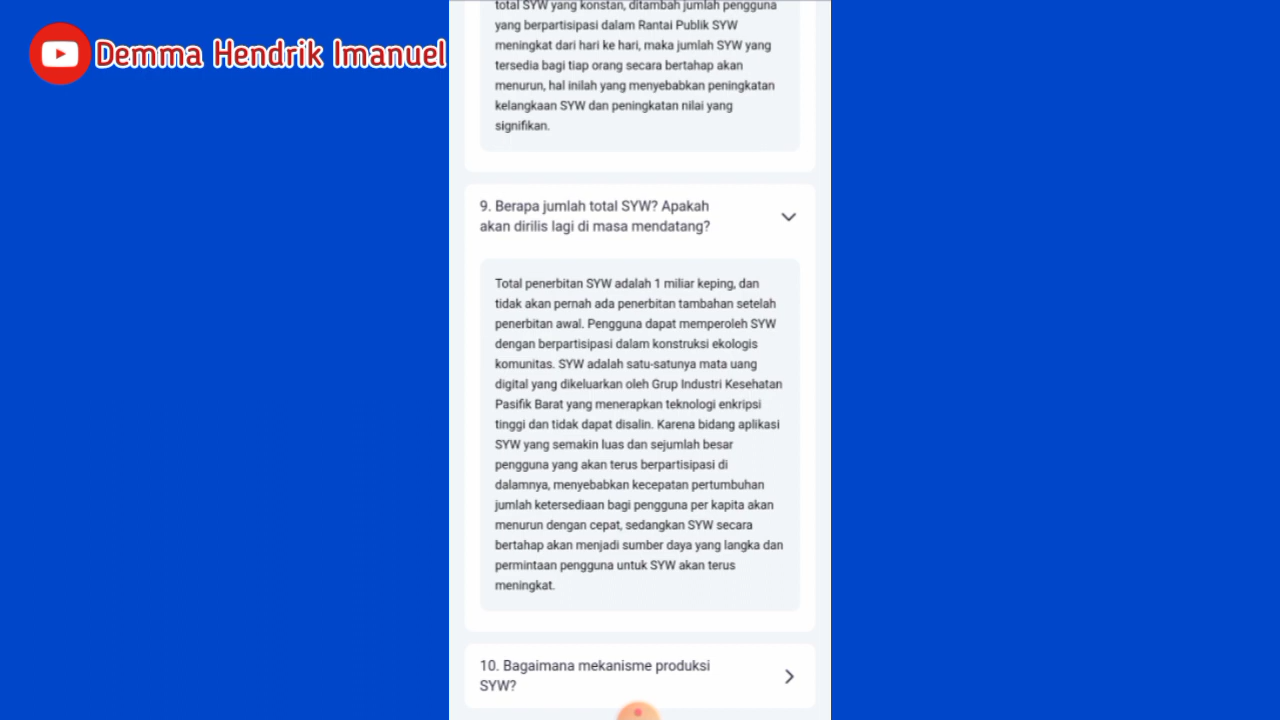 Demma Hendrik Imanuel
total SYW yang konstan, ditambah jumlah pengguna
yang berpartisipasi dalam Rantai Publik SYW
meningkat dari hari ke hari, maka jumlah SYW yang
tersedia bagi tiap orang secara bertahap akan
menurun, hal inilah yang menyebabkan peningkatan
kelangkaan SYW dan peningkatan nilai yang
signifikan.
9. Berapa jumlah total SYW? Apakah
akan dirilis lagi di masa mendatang?
Total penerbitan SYW adalah 1 miliar keping, dan
tidak akan pernah ada penerbitan tambahan setelah
penerbitan awal. Pengguna dapat memperoleh SYW
dengan berpartisipasi dalam konstruksi ekologis
komunitas. SYW adalah satu-satunya mata uang
digital yang dikeluarkan oleh Grup Industri Kesehatan
Pasifik Barat yang menerapkan teknologi enkripsi
tinggi dan tidak dapat disalin. Karena bidang aplikasi
SYW yang semakin luas dan sejumlah besar
pengguna yang akan terus berpartisipasi di
dalamnya, menyebabkan kecepatan pertumbuhan
jumlah ketersediaan bagi pengguna per kapita akan
menurun dengan cepat, sedangkan SYW secara
bertahap akan menjadi sumber daya yang langka dan
permintaan pengguna untuk SYW akan terus
meningkat.
10. Bagaimana mekanisme produksi
SYW?